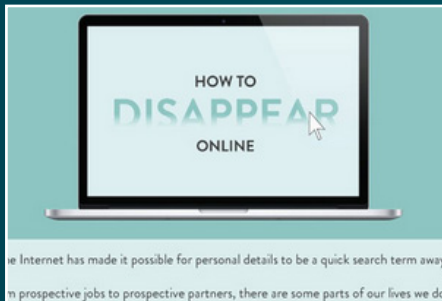 HOW TO
DISAPPEAR
ONLINE
e Internet has made it possible for personal details to be a quick search term away
m prospective jobs to prospective partners, there are some parts of our lives we do